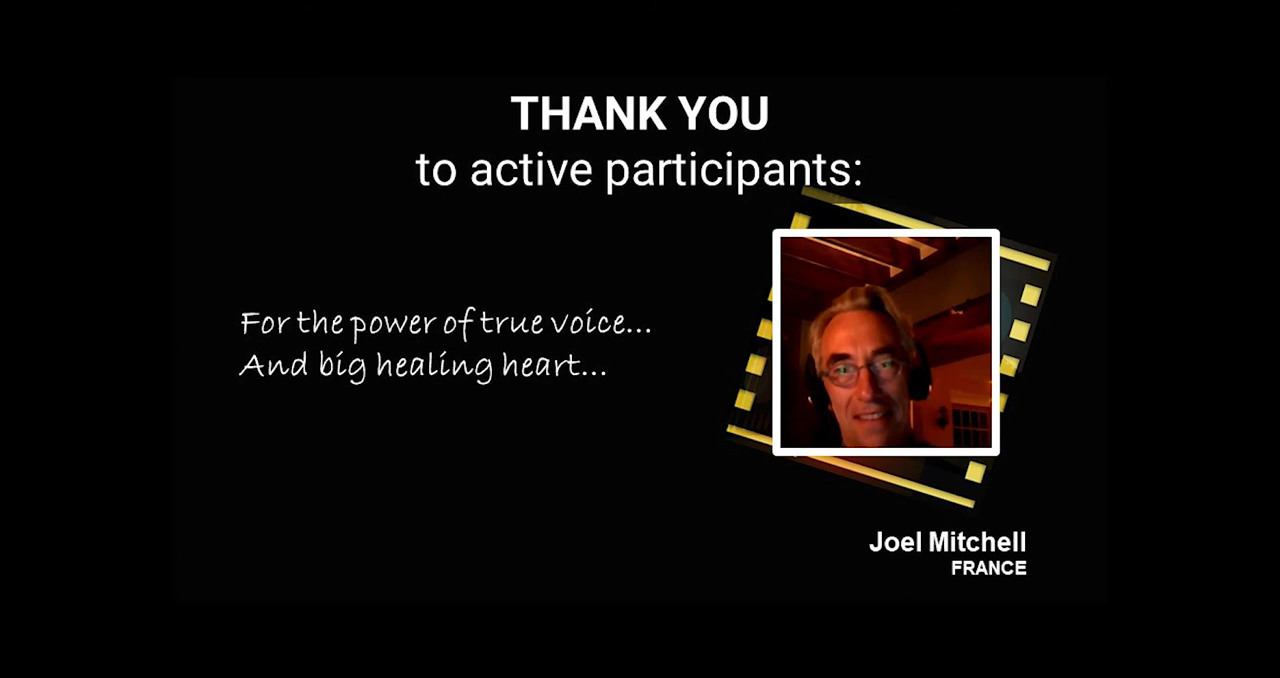 THANK YOU
to active participants:
For the power of true voice...
And big healing heart...
Joel Mitchell
FRANCE